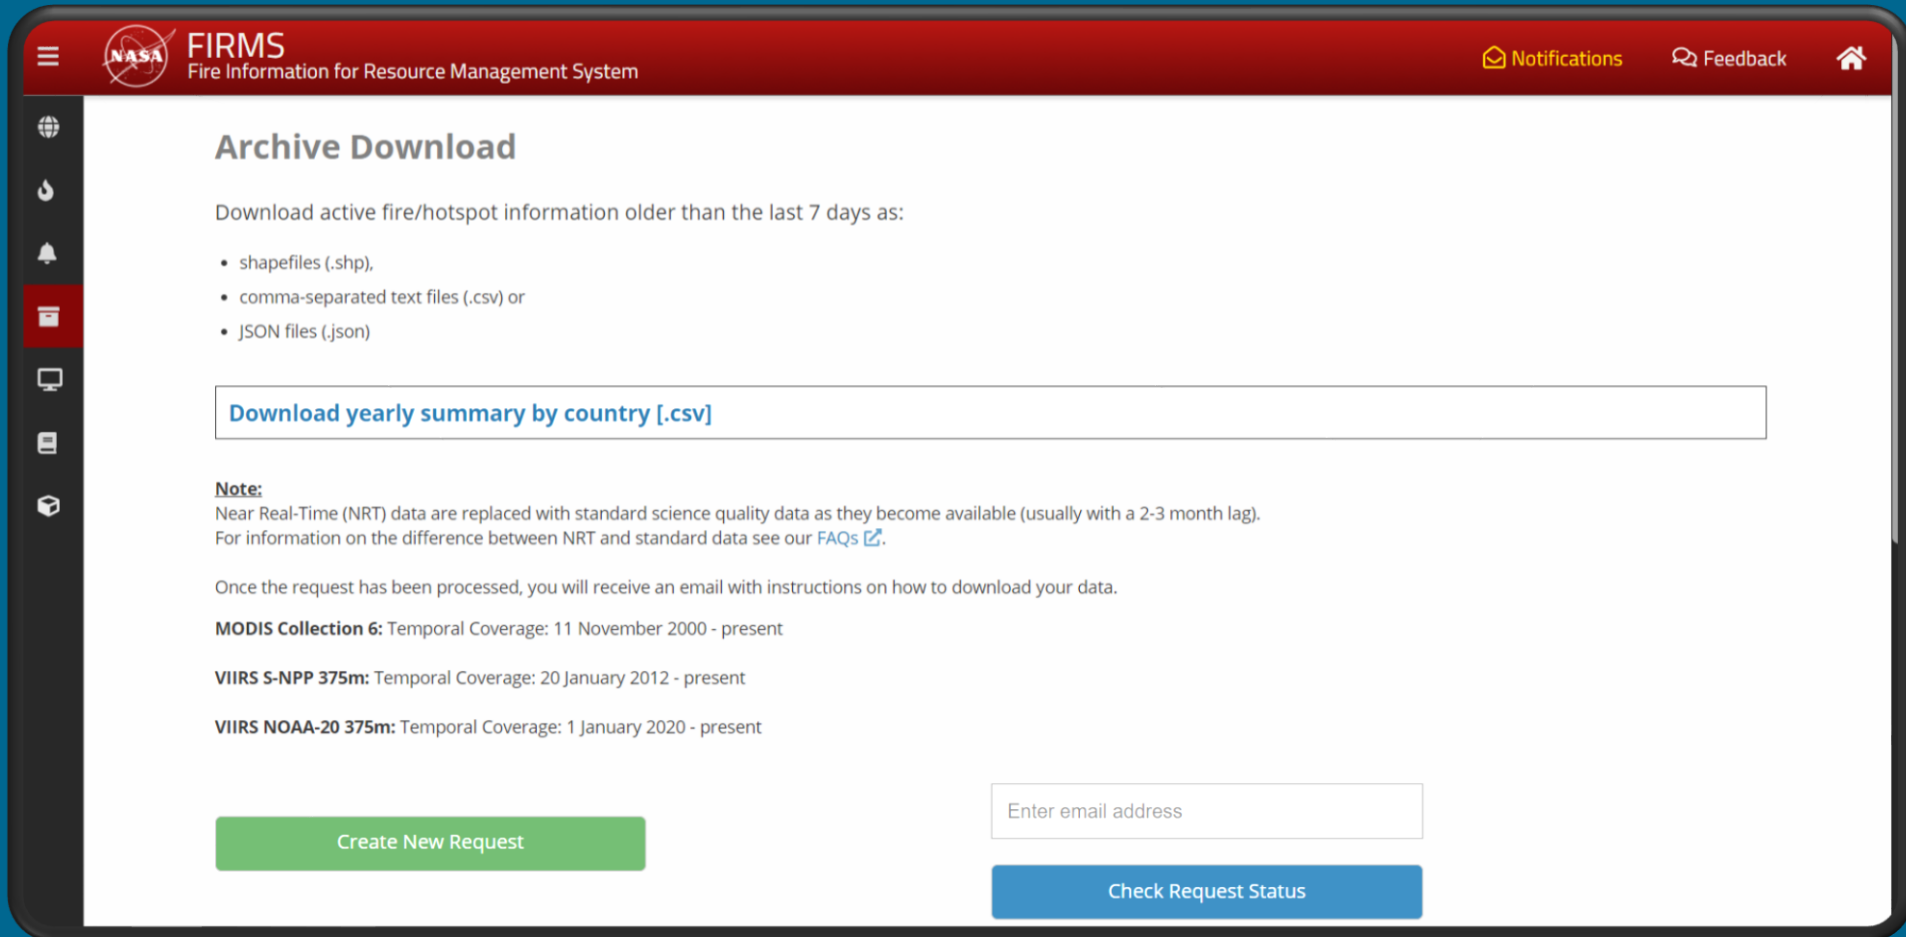 NASA
FIRMS
Fire Information for Resource Management System
Notifications
Feedback
Archive Download
Download active fire/hotspot information older than the last 7 days as:
• shapefiles (.shp),
• comma-separated text files (.csv) or
• JSON files (.json)
Download yearly summary by country [.csv]
Note:
Near Real-Time (NRT) data are replaced with standard science quality data as they become available (usually with a 2-3 month lag).
For information on the difference between NRT and standard data see our FAQs.
Once the request has been processed, you will receive an email with instructions on how to download your data.
MODIS Collection 6: Temporal Coverage: 11 November 2000 - present
VIIRS S-NPP 375m: Temporal Coverage: 20 January 2012 - present
VIIRS NOAA-20 375m: Temporal Coverage: 1 January 2020 - present
Enter email address
Create New Request
Check Request Status